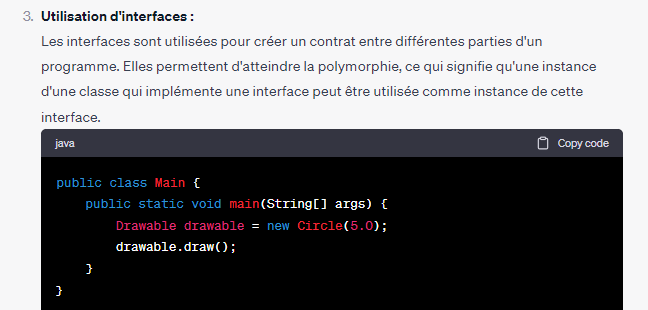 3. Utilisation d'interfaces :
Les interfaces sont utilisées pour créer un contrat entre différentes parties d'un
programme. Elles permettent d'atteindre la polymorphie, ce qui signifie qu'une instance
d'une classe qui implémente une interface peut être utilisée comme instance de cette
interface.
java Copy code
public class Main {
    public static void main(String[] args) {
        Drawable drawable = new Circle(5.0);
        drawable.draw();
    }
}